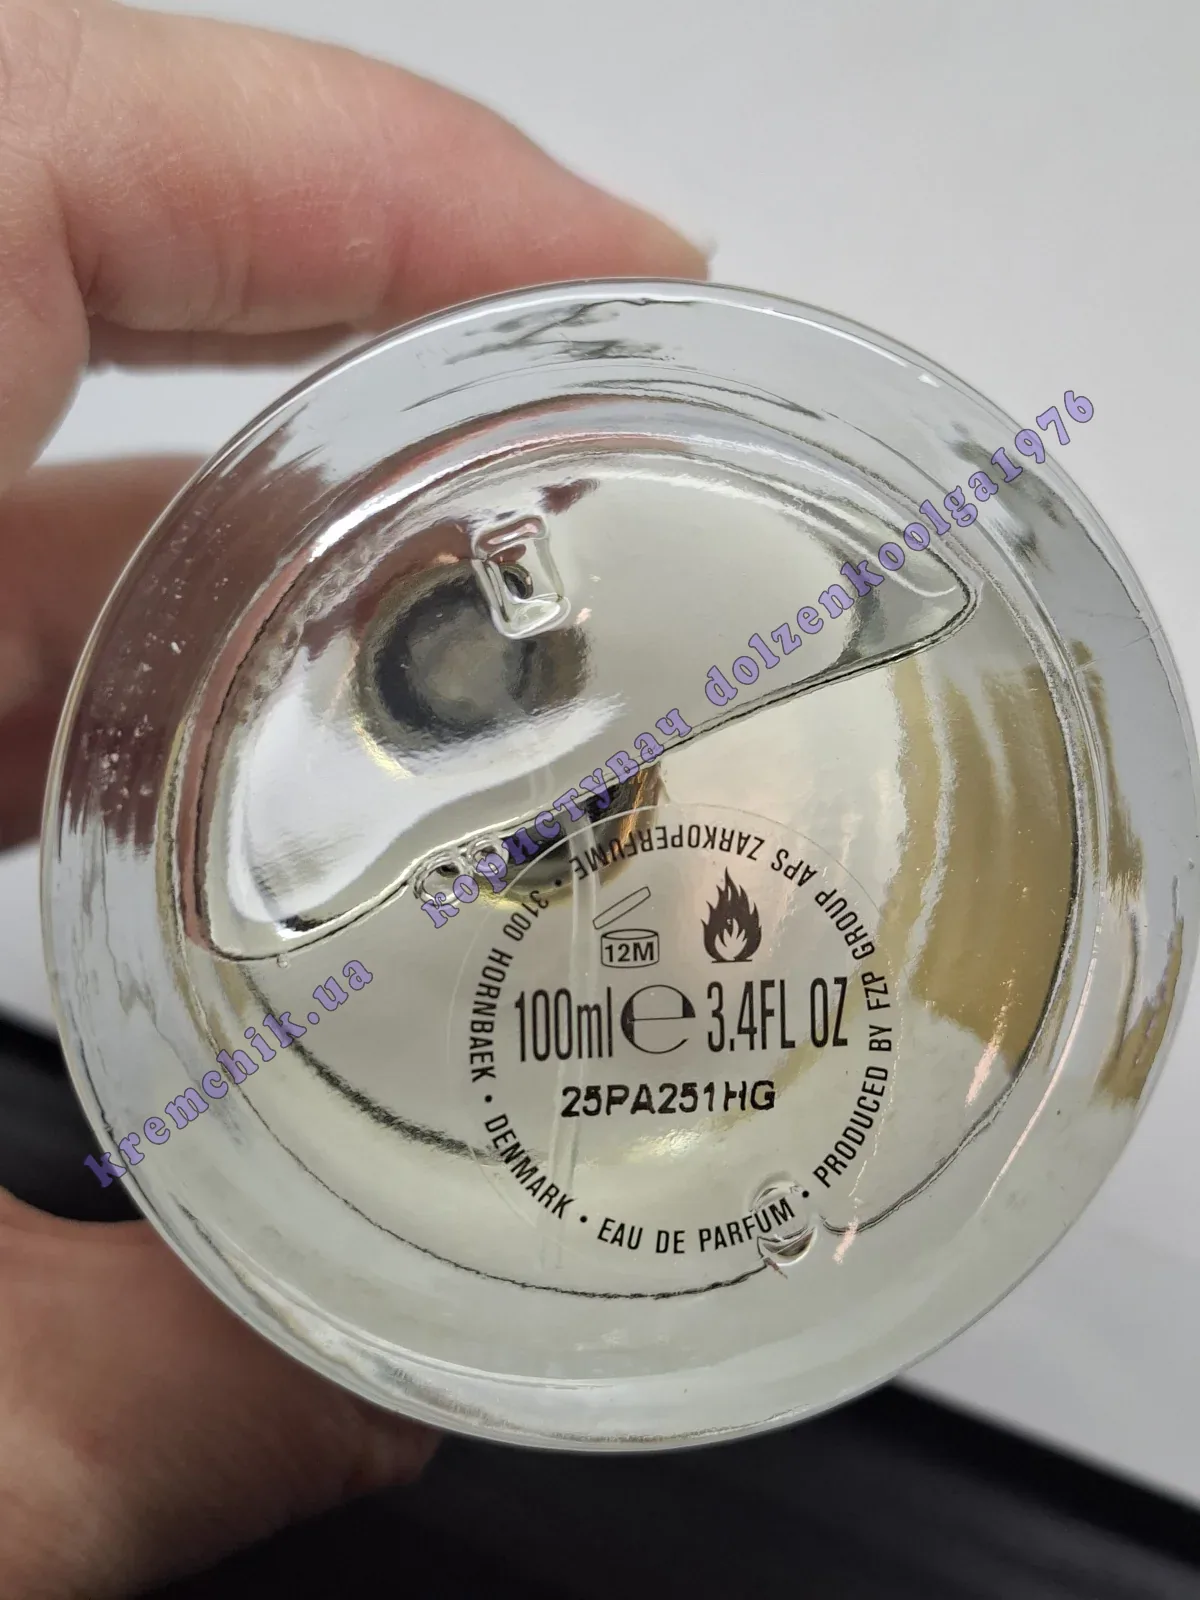 PRODUCED BY FZP GROUP APS ZARKOPERFUME • 3100 HORNBAEK • DENMARK • EAU DE PARFUM •
12M
100ml e 3.4FL OZ
25PA251HG
kremchik.ua користувач dolzenkoolga1976